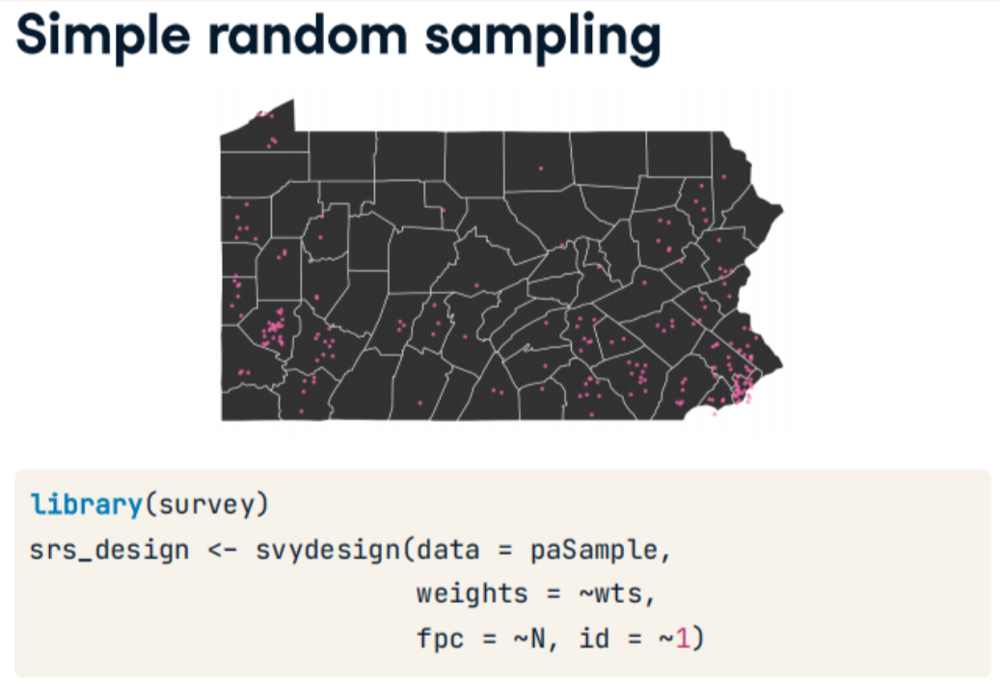 Simple random sampling
library(survey)
srs_design <- svydesign(data = paSample,
weights = ~wts,
fpc = ~N, id = ~1)